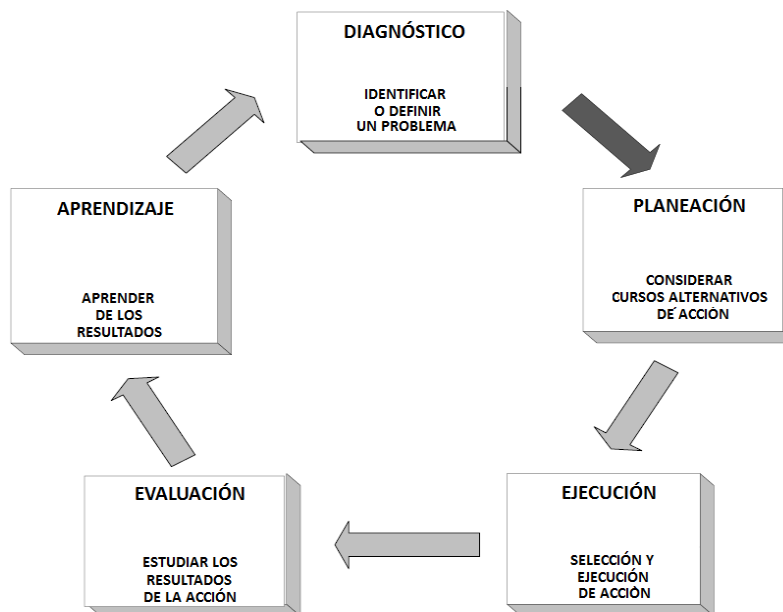 DIAGNÓSTICO
IDENTIFICAR
O DEFINIR
UN PROBLEMA
PLANEACIÓN
CONSIDERAR
CURSOS ALTERNATIVOS
DE ACCIÓN
EJECUCIÓN
SELECCIÓN Y
EJECUCIÓN
DE ACCIÒN
EVALUACIÓN
ESTUDIAR LOS
RESULTADOS
DE LA ACCIÓN
APRENDIZAJE
APRENDER
DE LOS
RESULTADOS